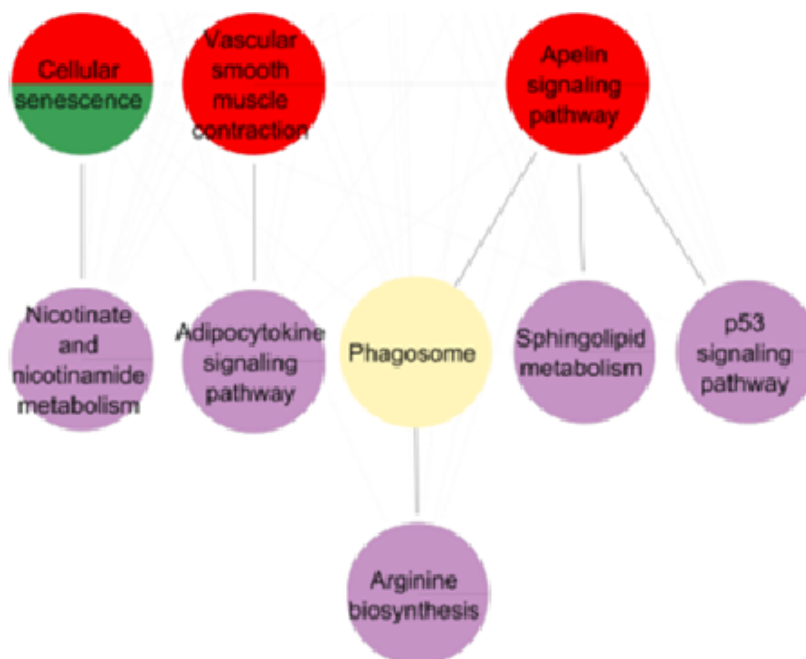 Cellular
senescence
Vascular
smooth
muscle
contraction
Apelin
signaling
pathway
Nicotinate
and
nicotinamide
metabolism
Adipocytokine
signaling
pathway
Phagosome
Sphingolipid
metabolism
p53
signaling
pathway
Arginine
biosynthesis